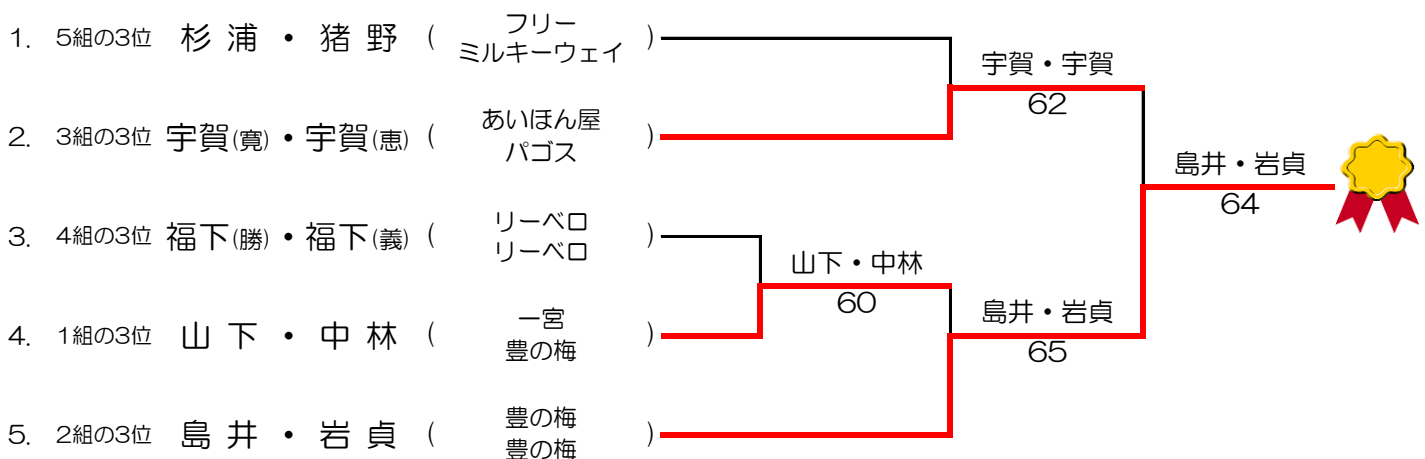 フリー
1. 5組の3位 杉浦・猪野 ( )
ミルキーウェイ
宇賀・宇賀
62
あいほん屋
2. 3組の3位 宇賀(寛)・宇賀(恵) ( )
パゴス
島井・岩貞
64
リーベロ
3. 4組の3位 福下(勝)・福下(義) ( )
リーベロ
山下・中林
60
一宮
4. 1組の3位 山下・中林 ( )
豊の梅
島井・岩貞
65
豊の梅
5. 2組の3位 島井・岩貞 ( )
豊の梅